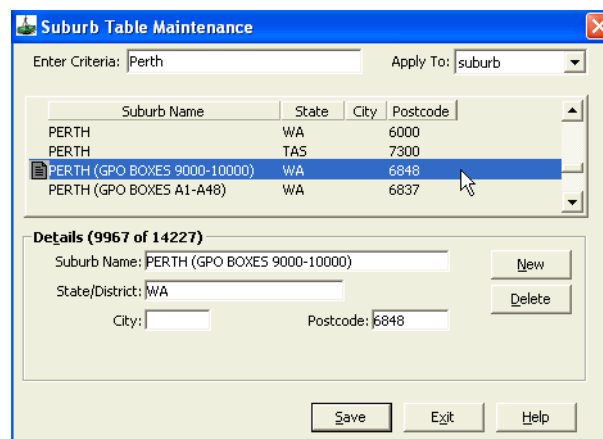 Suburb Table Maintenance
Enter Criteria: Perth Apply To: suburb
Suburb Name State City Postcode
PERTH WA 6000
PERTH TAS 7300
PERTH (GPO BOXES 9000-10000) WA 6848
PERTH (GPO BOXES A1-A48) WA 6837
Details (9967 of 14227)
Suburb Name: PERTH (GPO BOXES 9000-10000) New
State/District: WA Delete
City: Postcode: 6848
Save Exit Help